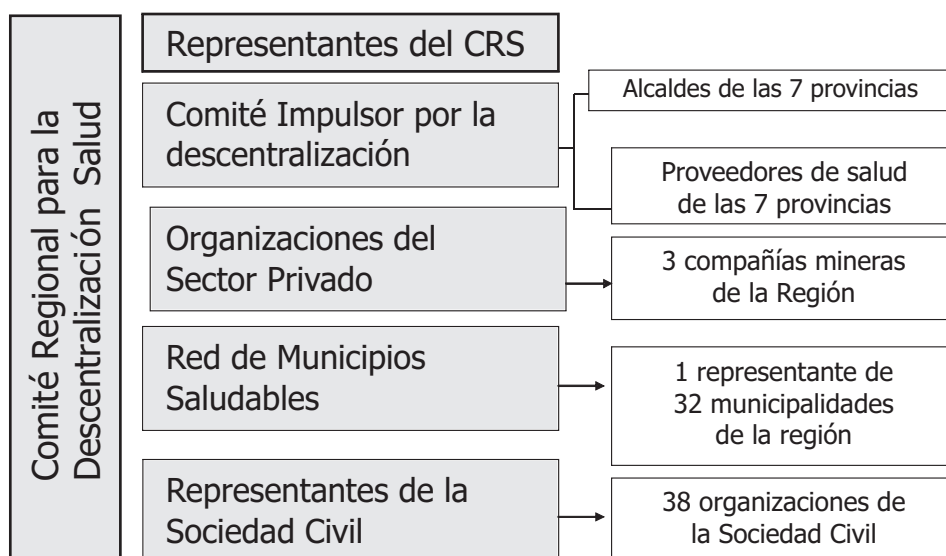 Comité Regional para la
Descentralización Salud
Representantes del CRS
Comité Impulsor por la
descentralización
Alcaldes de las 7 provincias
Proveedores de salud
de las 7 provincias
Organizaciones del
Sector Privado
3 compañías mineras
de la Región
Red de Municipios
Saludables
1 representante de
32 municipalidades
de la región
Representantes de la
Sociedad Civil
38 organizaciones de
la Sociedad Civil